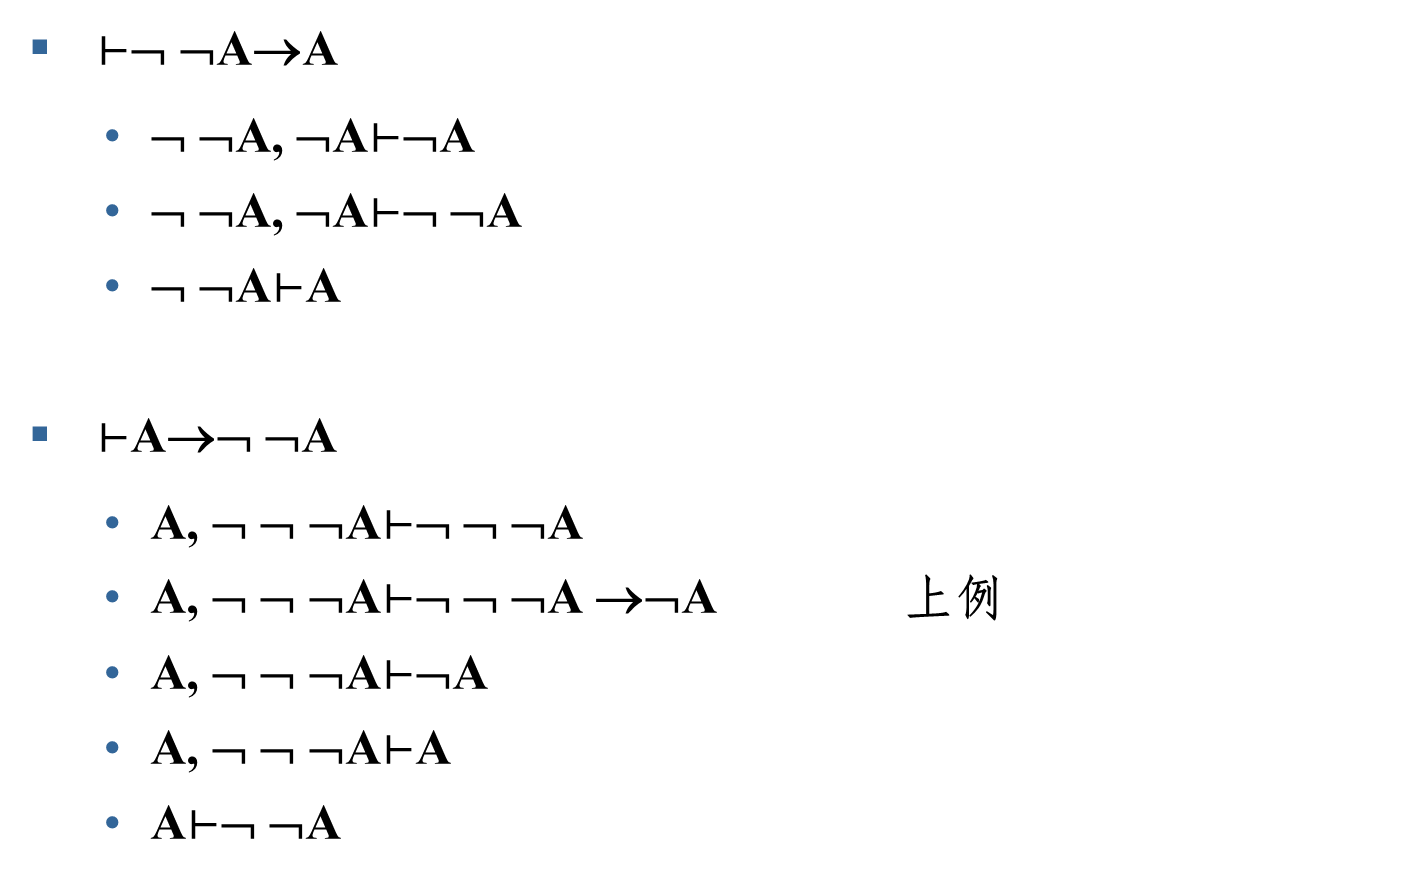 ⊢¬ ¬A→A
¬ ¬A, ¬A⊢¬A
¬ ¬A, ¬A⊢¬ ¬A
¬ ¬A⊢A
⊢A→¬ ¬A
A, ¬ ¬ ¬A⊢¬ ¬ ¬A
A, ¬ ¬ ¬A⊢¬ ¬ ¬A →¬A 上例
A, ¬ ¬ ¬A⊢¬A
A, ¬ ¬ ¬A⊢A
A⊢¬ ¬A